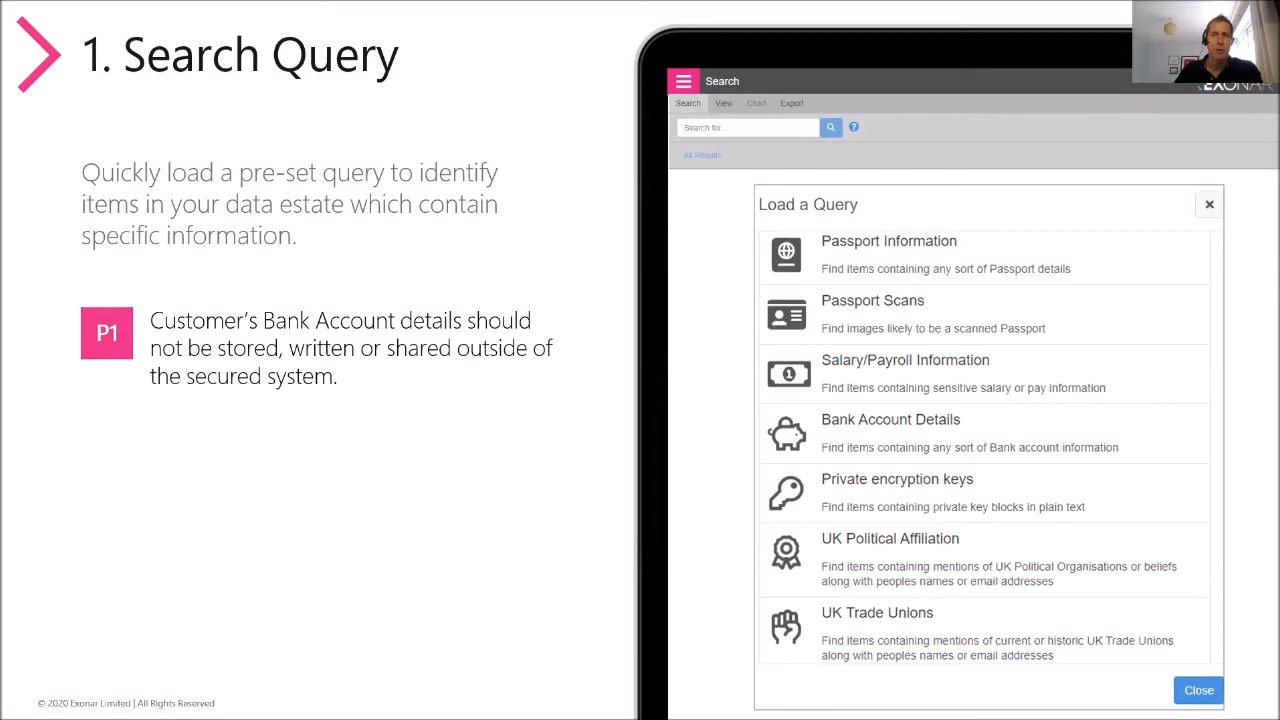 1. Search Query
Quickly load a pre-set query to identify
items in your data estate which contain
specific information.
P1
Customer's Bank Account details should
not be stored, written or shared outside of
the secured system.
© 2020 Exonar Limited | All Rights Reserved
Search
EXONAR
Search View Chart Export
Search for...
?
All Results
Load a Query
×
Passport Information
Find items containing any sort of Passport details
Passport Scans
Find images likely to be a scanned Passport
Salary/Payroll Information
Find items containing sensitive salary or pay information
1
Bank Account Details
Find items containing any sort of Bank account information
Private encryption keys
Find items containing private key blocks in plain text
UK Political Affiliation
Find items containing mentions of UK Political Organisations or beliefs
along with peoples names or email addresses
UK Trade Unions
Find items containing mentions of current or historic UK Trade Unions
along with peoples names or email addresses
Close